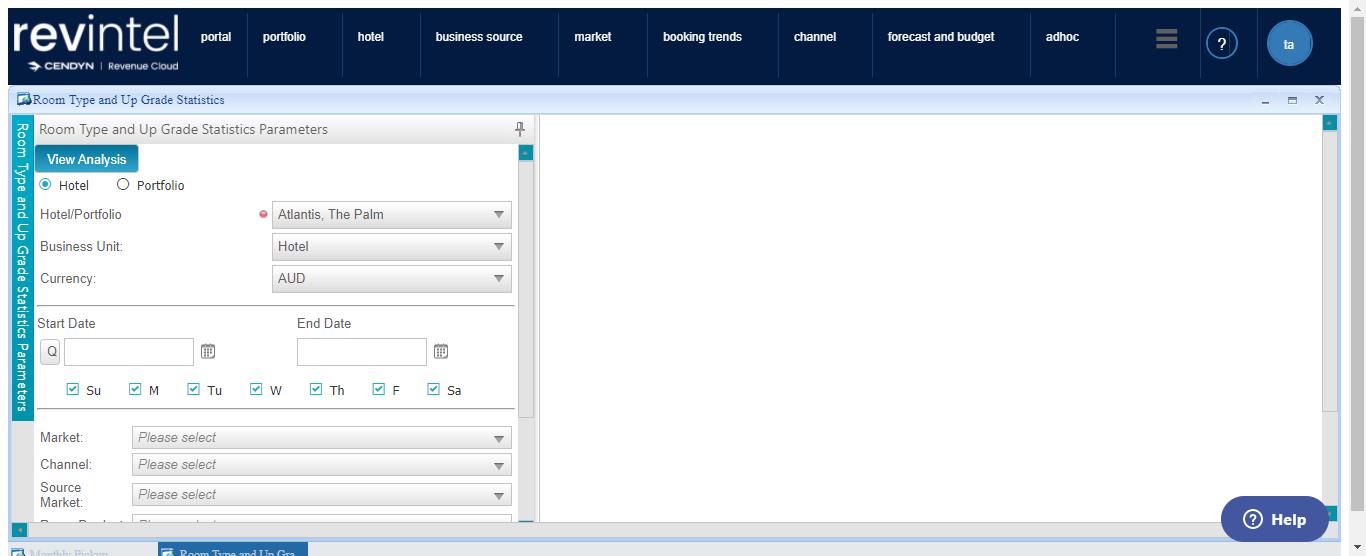 revintel
CENDYN | Revenue Cloud
portal
portfolio
hotel
business source
market
booking trends
channel
forecast and budget
adhoc
?
ta
Room Type and Up Grade Statistics
Room Type and Up Grade Statistics Parameters
Room Type and Up Grade Statistics Parameters
View Analysis
Hotel
Portfolio
Hotel/Portfolio
Atlantis, The Palm
Business Unit:
Hotel
Currency:
AUD
Start Date
End Date
Q
Su
M
Tu
W
Th
F
Sa
Market:
Please select
Channel:
Please select
Source
Market:
Please select
? Help
Monthly Pickup
Room Type and Up Gra